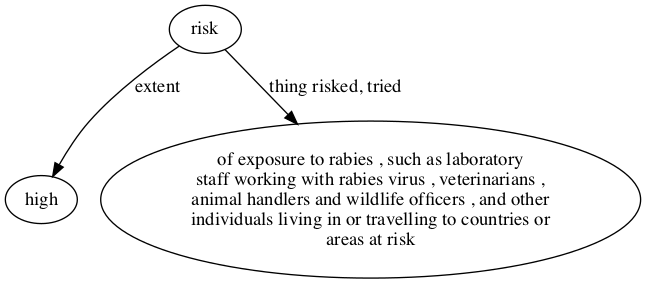 risk
extent
thing risked, tried
high
of exposure to rabies , such as laboratory
staff working with rabies virus , veterinarians ,
animal handlers and wildlife officers , and other
individuals living in or travelling to countries or
areas at risk